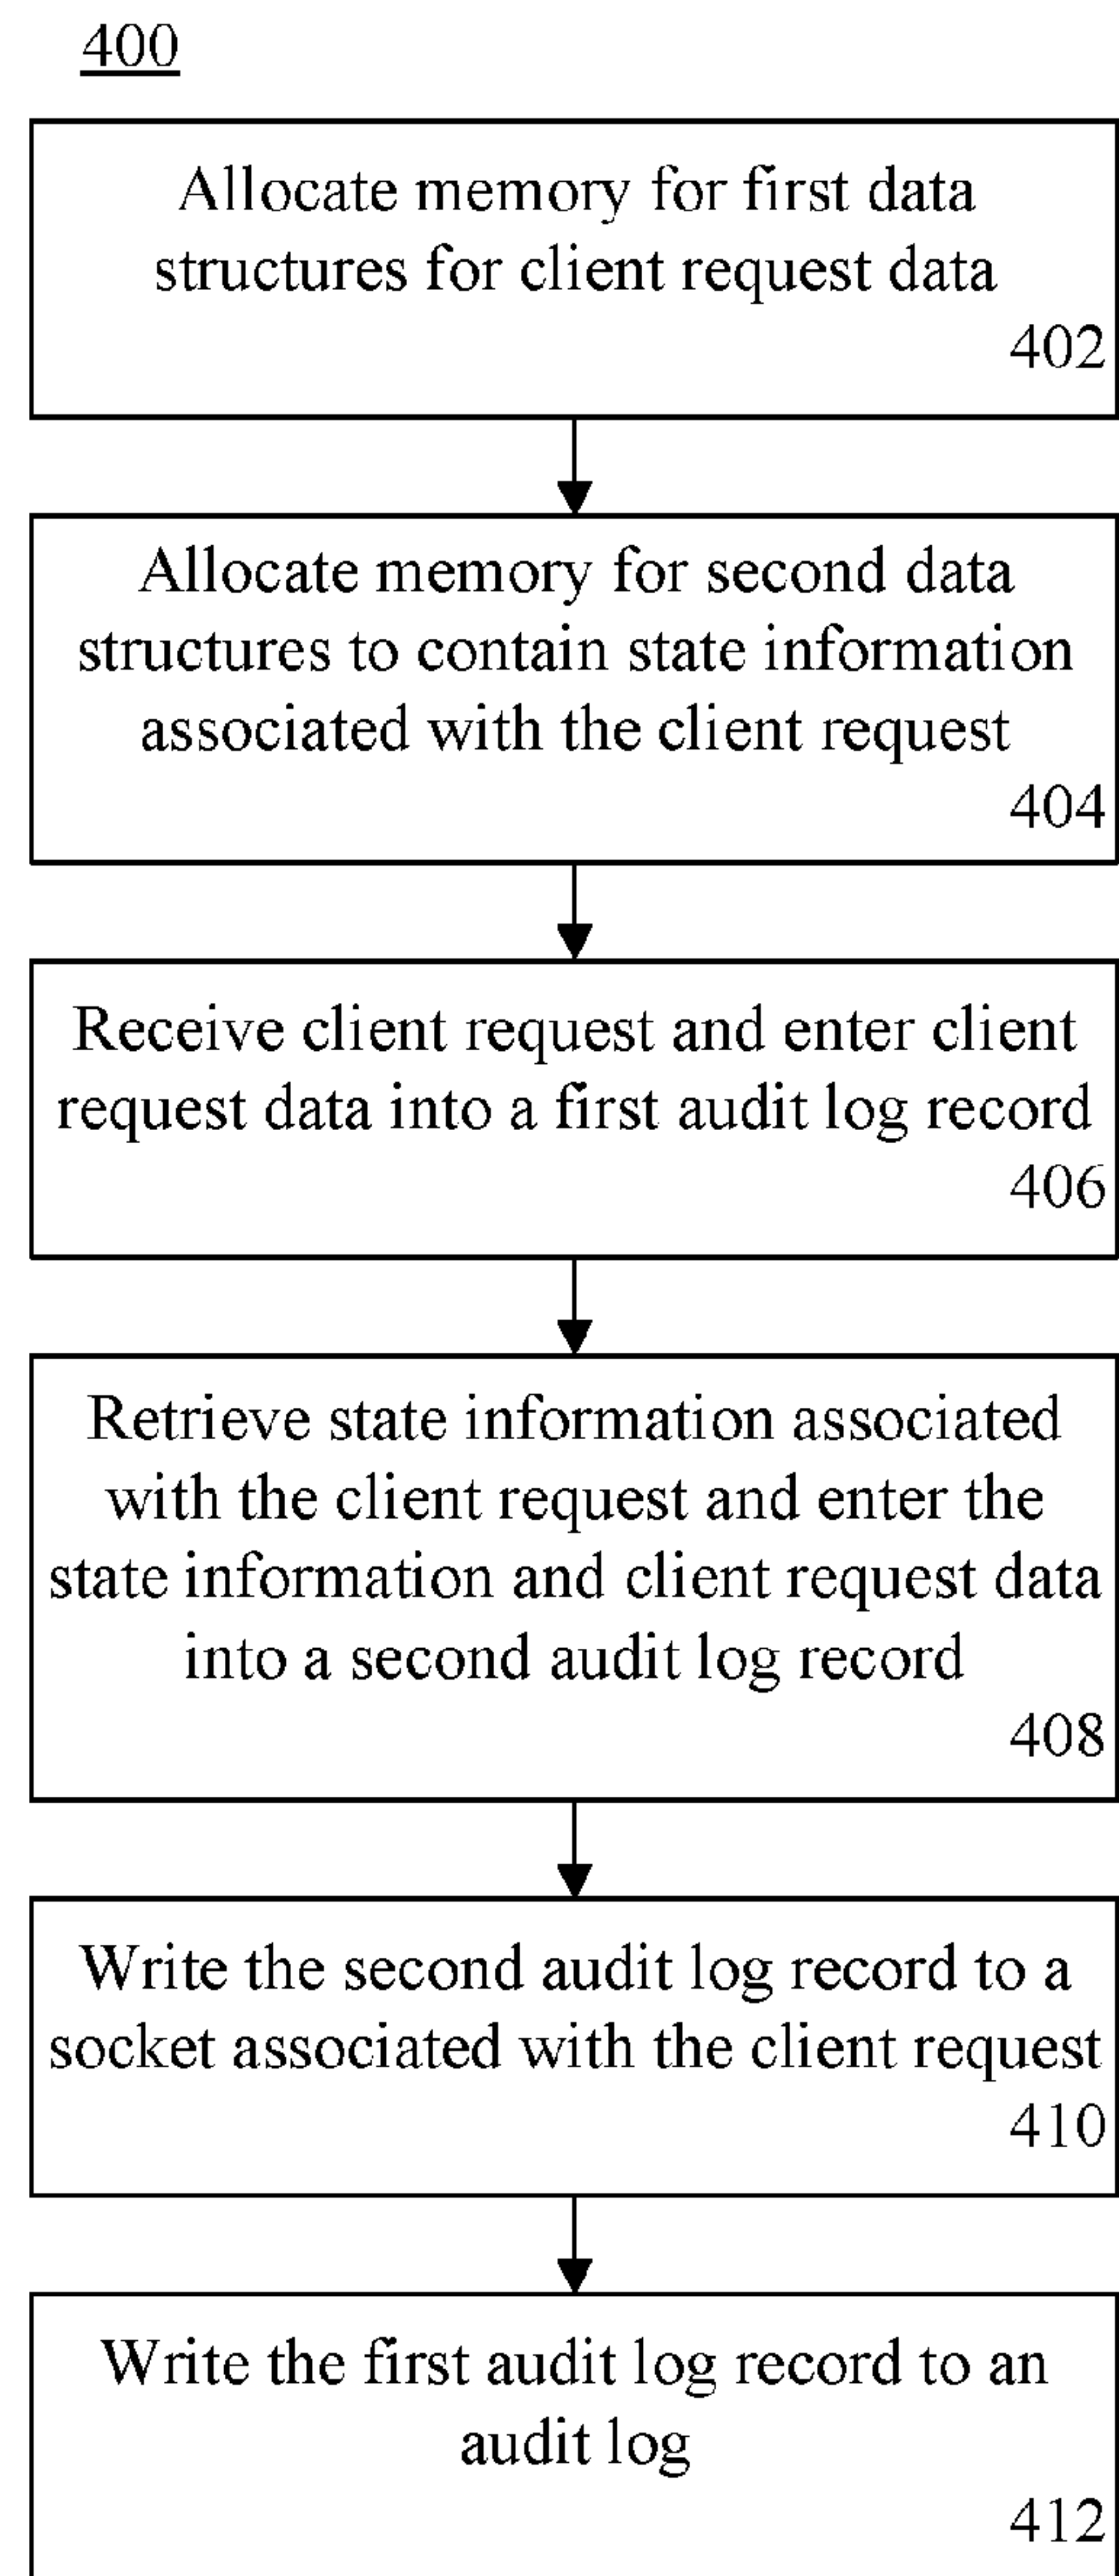 400
Allocate memory for first data
structures for client request data
402
Allocate memory for second data
structures to contain state information
associated with the client request
404
Receive client request and enter client
request data into a first audit log record
406
Retrieve state information associated
with the client request and enter the
state information and client request data
into a second audit log record
408
Write the second audit log record to a
socket associated with the client request
410
Write the first audit log record to an
audit log
412